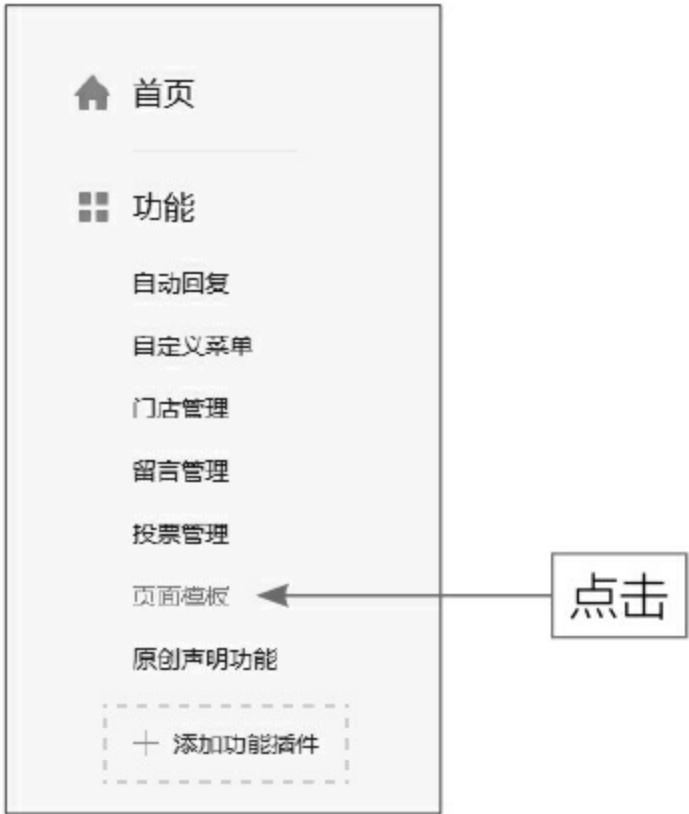 首页
功能
自动回复
自定义菜单
门店管理
留言管理
投票管理
页面模板
点击
原创声明功能
添加功能插件